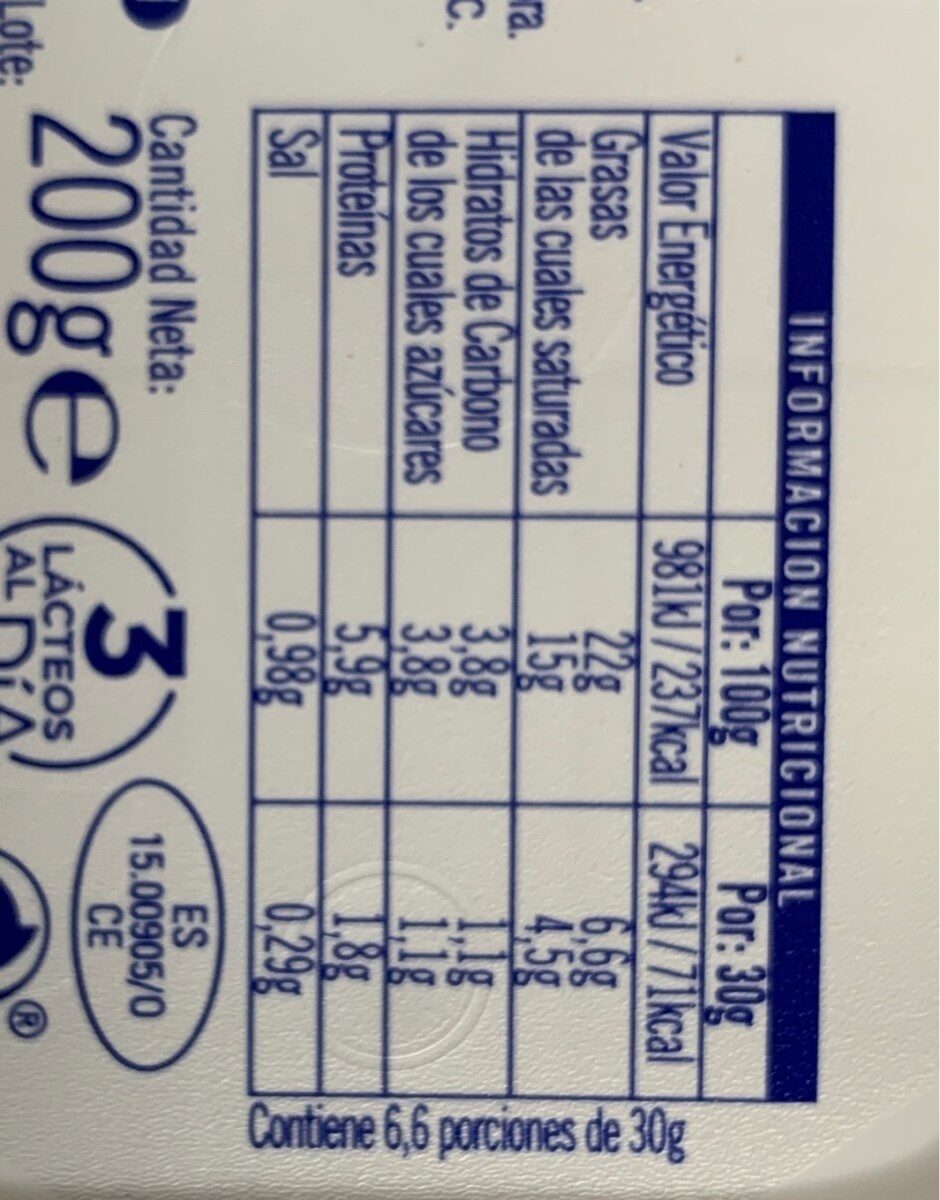 INFORMACION NUTRICIONAL
Por: 100g Por: 30g
Valor Energético 981kJ / 237kcal 294kJ / 71kcal
Grasas 22g 6,6g
de las cuales saturadas 15g 4,5g
Hidratos de Carbono 3,8g 1,1g
de los cuales azúcares 3,8g 1,1g
Proteínas 5,9g 1,8g
Sal 0,98g 0,29g
Contiene 6,6 porciones de 30g
ra.
C.
Cantidad Neta:
200g e
3
LÁCTEOS
AL DÍA
ES
15.00905/O
CE
®
Lote: